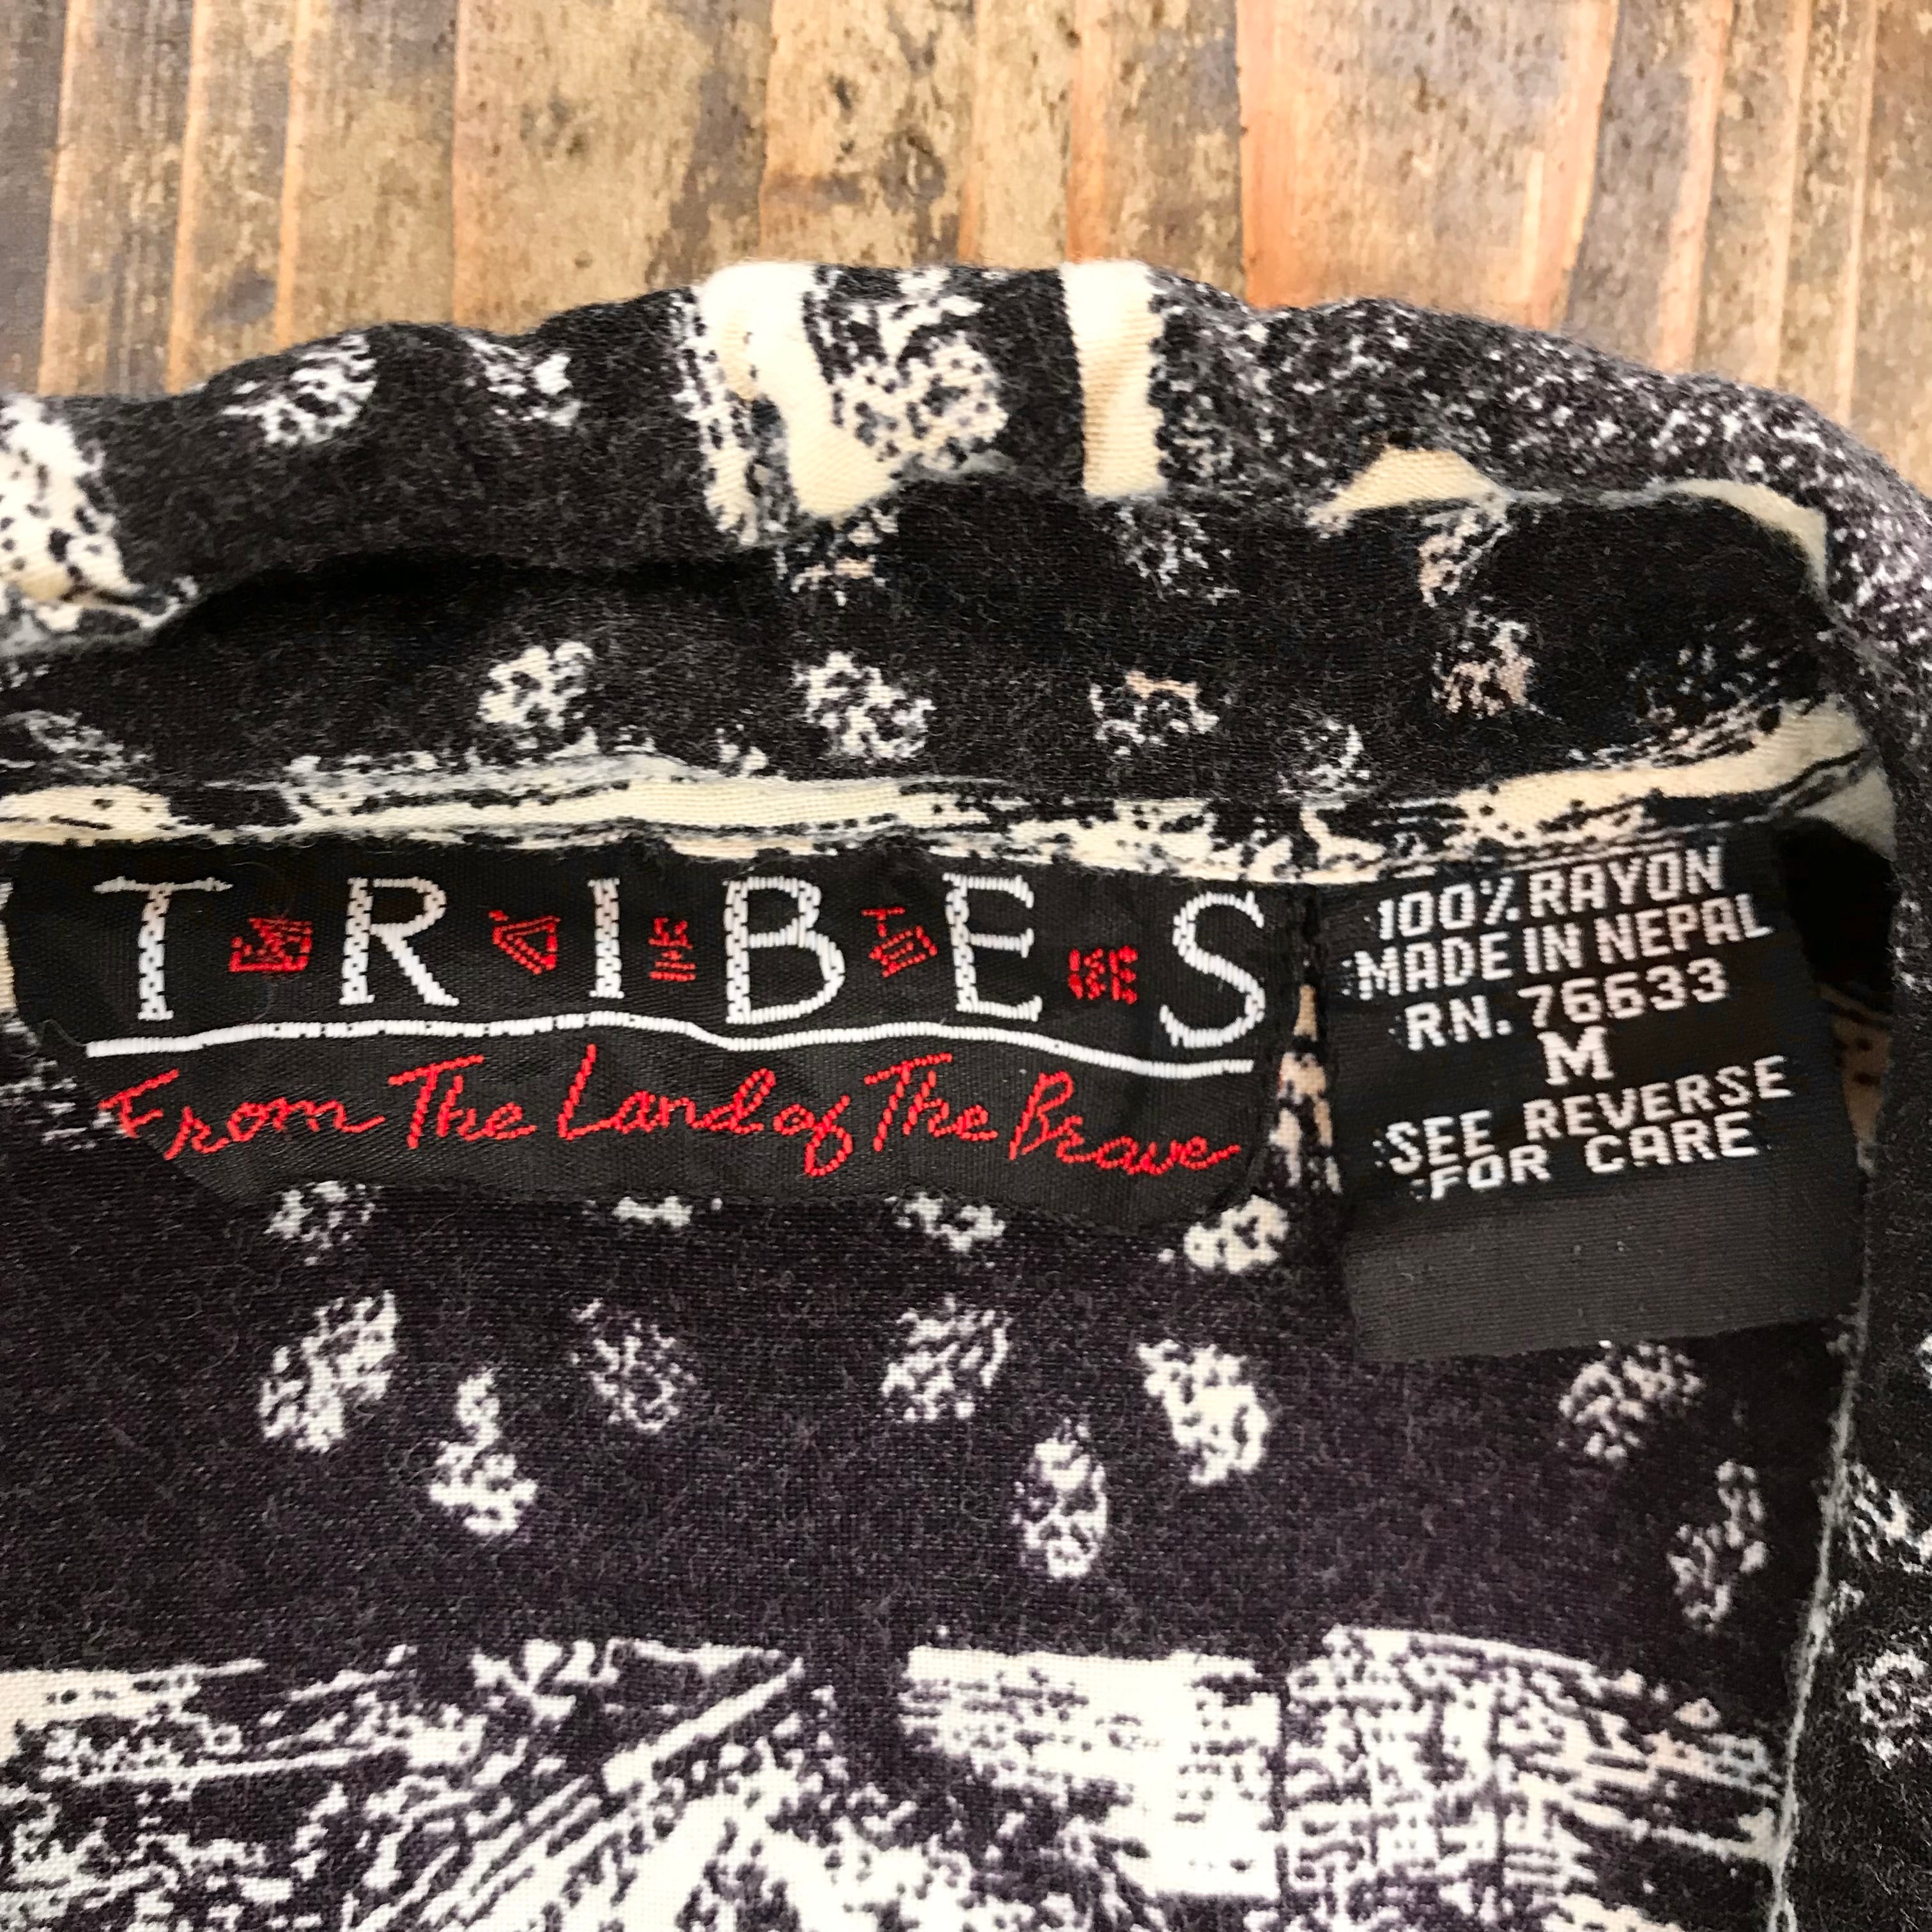 TRIBES
From The Land of The Brave
100% RAYON
MADE IN NEPAL
RN. 76633
M
SEE REVERSE
FOR CARE